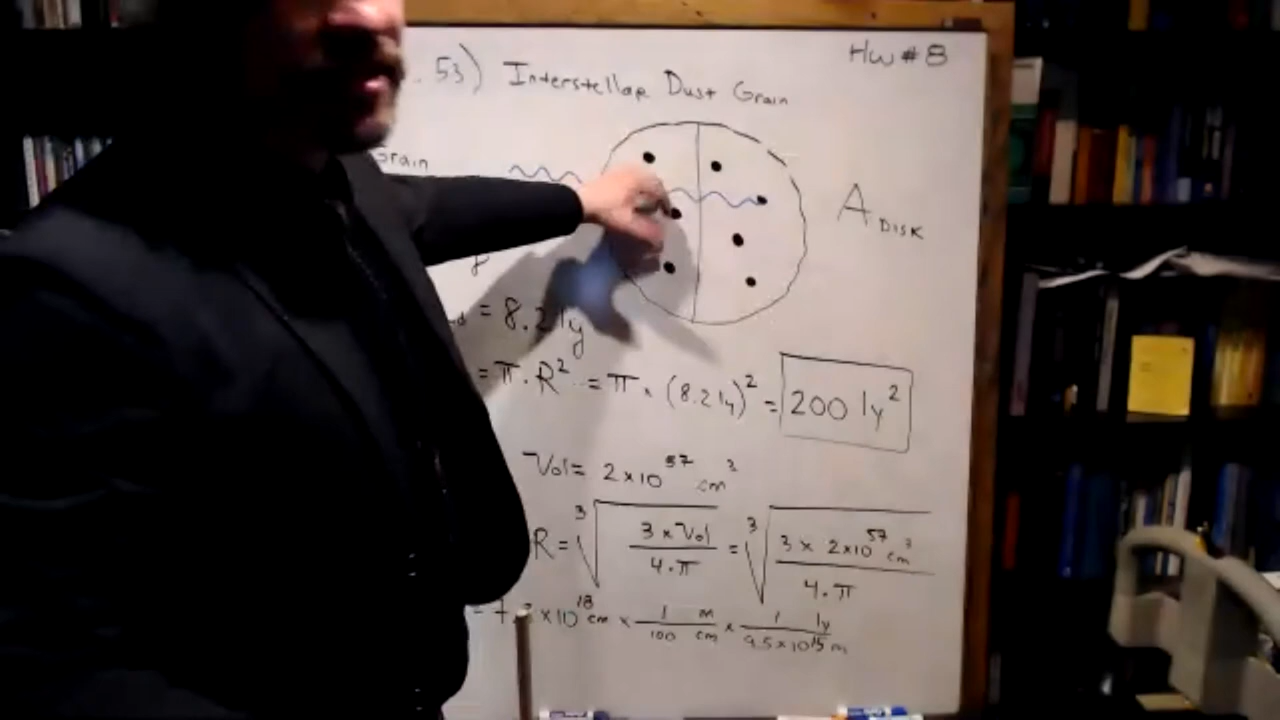 HW # 8
. 53) Interstellar Dust Grain
Grain
A DISK
= 8.2 ly
= π . R² = π × (8.2 ly)² = 200 ly²
Vol = 2 × 10⁵⁷ cm³
R = ∛(3 × Vol / 4.π) = ∛(3 × 2×10⁵⁷ cm³ / 4.π)
×10¹⁸ cm × 1/100 m/cm × 1/9.5×10¹⁵ ly/m